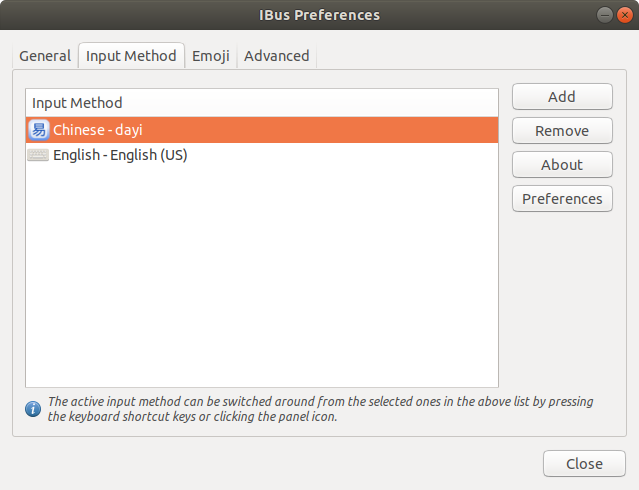 IBus Preferences
General Input Method Emoji Advanced
Input Method
易 Chinese - dayi
English - English (US)
Add
Remove
About
Preferences
The active input method can be switched around from the selected ones in the above list by pressing
the keyboard shortcut keys or clicking the panel icon.
Close